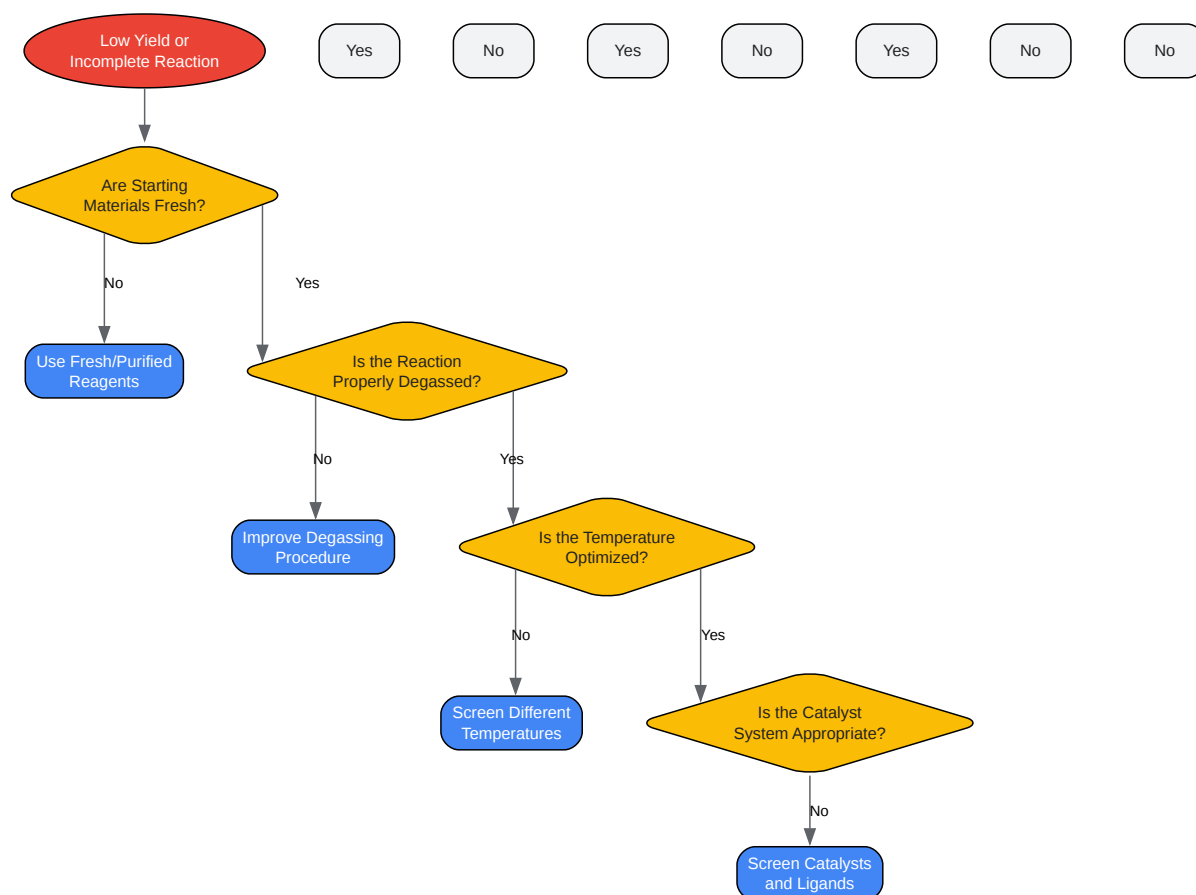 Low Yield or
Incomplete Reaction
Yes
No
Yes
No
Yes
No
No
Are Starting
Materials Fresh?
No
Yes
Use Fresh/Purified
Reagents
Is the Reaction
Properly Degassed?
No
Yes
Improve Degassing
Procedure
Is the Temperature
Optimized?
No
Yes
Screen Different
Temperatures
Is the Catalyst
System Appropriate?
No
Screen Catalysts
and Ligands